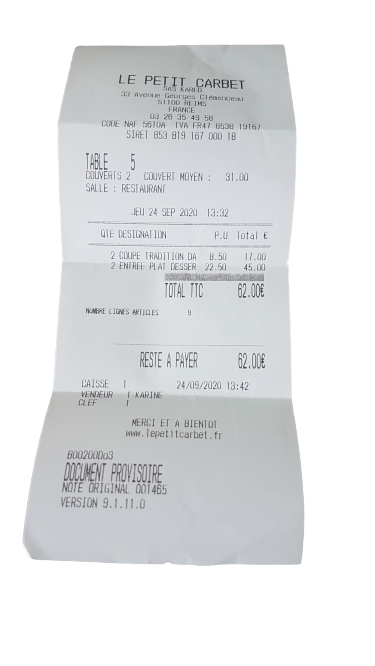 LE PETIT CARBET
SAS KARED
33 Avenue Georges Clémenceau
51100 REIMS
FRANCE
03 26 35 49 58
CODE NAF 5610A TVA FR47 8538 19167
SIRET 853 819 167 000 18
TABLE 5
COUVERTS 2 COUVERT MOYEN : 31.00
SALLE : RESTAURANT
JEU 24 SEP 2020 13:32
QTE DESIGNATION P.U Total €
2 COUPE TRADITION DA 8.50 17.00
2 ENTREE PLAT DESSER 22.50 45.00
TOTAL TTC 62.00€
NOMBRE LIGNES ARTICLES 9
RESTE A PAYER 62.00€
CAISSE 1 24/09/2020 13:42
VENDEUR 1 KARINE
CLEF 1
MERCI ET A BIENTOT
www.lepetitcarbet.fr
B00200Do3
DOCUMENT PROVISOIRE
NOTE ORIGINAL 001465
VERSION 9.1.11.0